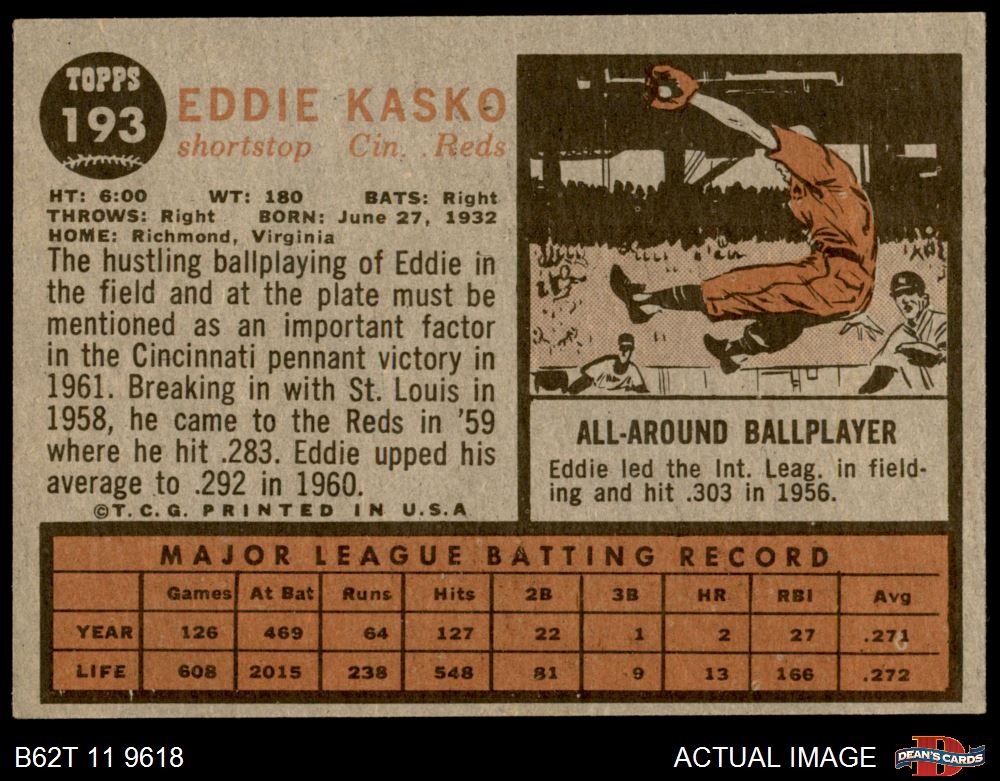 TOPPS
193
EDDIE KASKO
shortstop Cin. Reds
HT: 6:00 WT: 180 BATS: Right
THROWS: Right BORN: June 27, 1932
HOME: Richmond, Virginia
The hustling ballplaying of Eddie in
the field and at the plate must be
mentioned as an important factor
in the Cincinnati pennant victory in
1961. Breaking in with St. Louis in
1958, he came to the Reds in '59
where he hit .283. Eddie upped his
average to .292 in 1960.
©T.C.G. PRINTED IN U.S.A
ALL-AROUND BALLPLAYER
Eddie led the Int. Leag. in field-
ing and hit .303 in 1956.
MAJOR LEAGUE BATTING RECORD
Games At Bat Runs Hits 2B 3B HR RBI Avg
YEAR 126 469 64 127 22 1 2 27 .271
LIFE 608 2015 238 548 81 9 13 166 .272
B62T 11 9618
ACTUAL IMAGE
D
DEAN'S CARDS